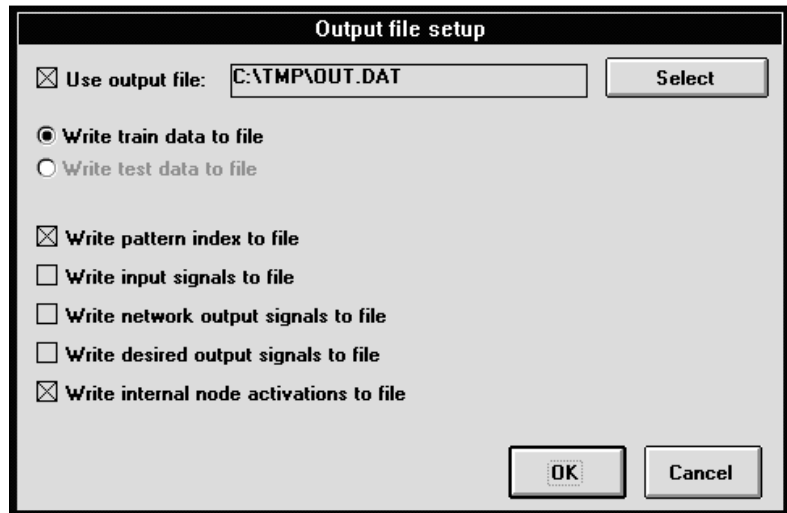 Output file setup
Use output file: C:\TMP\OUT.DAT Select
Write train data to file
Write test data to file
Write pattern index to file
Write input signals to file
Write network output signals to file
Write desired output signals to file
Write internal node activations to file
OK Cancel